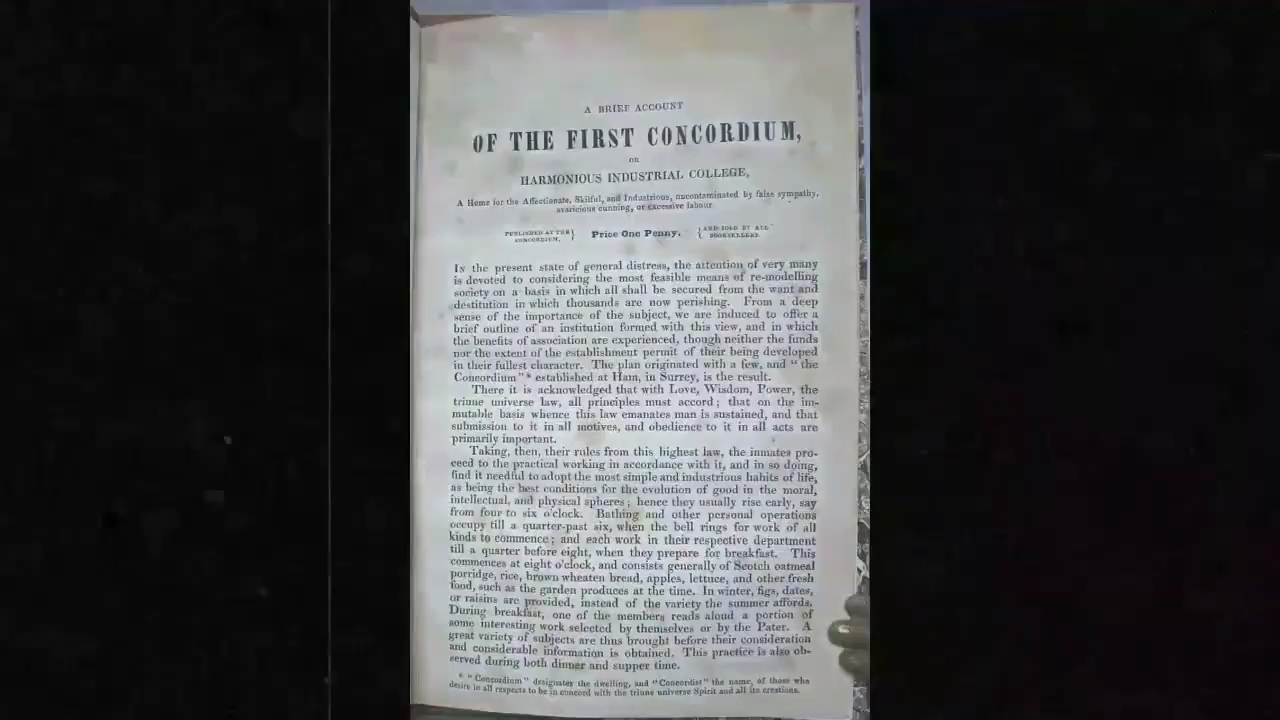 A BRIEF ACCOUNT
OF THE FIRST CONCORDIUM,
OR
HARMONIOUS INDUSTRIAL COLLEGE,
A Home for the Affectionate, Skilful, and Industrious, uncontaminated by false sympathy,
avaricious cunning, or excessive labour
PUBLISHED AT THE CONCORDIUM, } Price One Penny. { AND SOLD BY ALL BOOKSELLERS.
In the present state of general distress, the attention of very many
is devoted to considering the most feasible means of re-modelling
society on a basis in which all shall be secured from the want and
destitution in which thousands are now perishing. From a deep
sense of the importance of the subject, we are induced to offer a
brief outline of an institution formed with this view, and in which
the benefits of association are experienced, though neither the funds
nor the extent of the establishment permit of their being developed
in their fullest character. The plan originated with a few, and "the
Concordium"* established at Ham, in Surrey, is the result.
There it is acknowledged that with Love, Wisdom, Power, the
triune universe law, all principles must accord; that on the im-
mutable basis whence this law emanates man is sustained, and that
submission to it in all motives, and obedience to it in all acts are
primarily important.
Taking, then, their rules from this highest law, the inmates pro-
ceed to the practical working in accordance with it, and in so doing,
find it needful to adopt the most simple and industrious habits of life,
as being the best conditions for the evolution of good in the moral,
intellectual, and physical spheres; hence they usually rise early, say
from four to six o'clock. Bathing and other personal operations
occupy till a quarter-past six, when the bell rings for work of all
kinds to commence; and each work in their respective department
till a quarter before eight, when they prepare for breakfast. This
commences at eight o'clock, and consists generally of Scotch oatmeal
porridge, rice, brown wheaten bread, apples, lettuce, and other fresh
food, such as the garden produces at the time. In winter, figs, dates,
or raisins are provided, instead of the variety the summer affords.
During breakfast, one of the members reads aloud a portion of
some interesting work selected by themselves or by the Pater. A
great variety of subjects are thus brought before their consideration
and considerable information is obtained. This practice is also ob-
served during both dinner and supper time.
* "Concordium" designates the dwelling, and "Concordist" the name, of those who
desire in all respects to be in concord with the triune universe Spirit and all its creations.